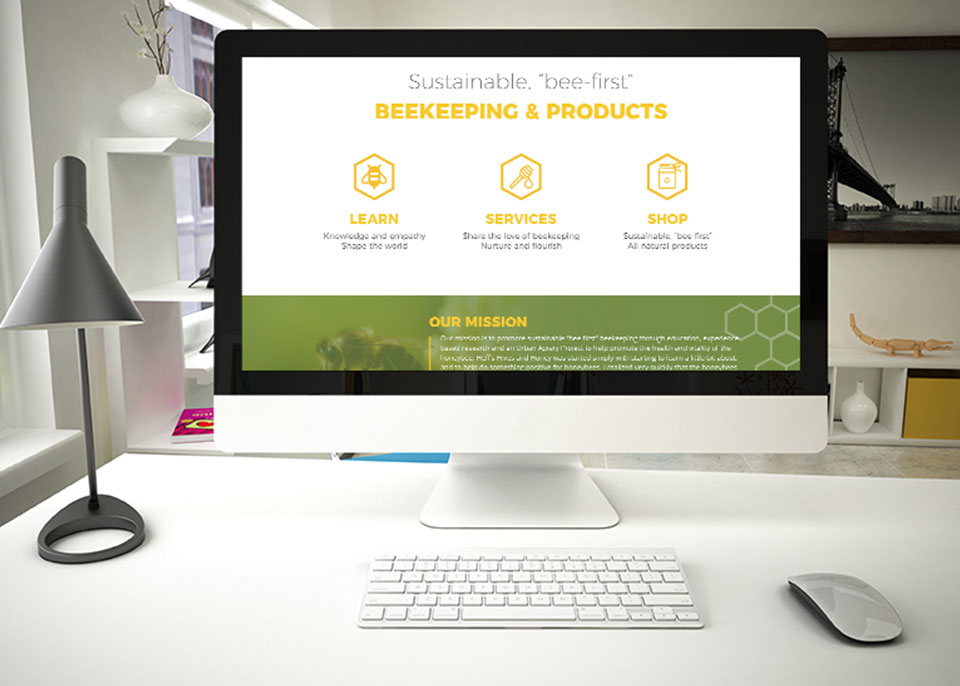 Sustainable, "bee-first"
BEEKEEPING & PRODUCTS
LEARN
Knowledge and empathy
Shape the world
SERVICES
Share the love of beekeeping
Nurture and flourish
SHOP
Sustainable, "bee first"
All natural products
OUR MISSION
Our mission is to promote sustainable "bee first" beekeeping through education, experience
based research and an Urban Apiary Project to help promote the health and vitality of the
honeybee. Hoff's Hives and Honey was started simply with starting to learn a little bit about
and to help do something positive for honeybees. I realized very quickly that the honeybees